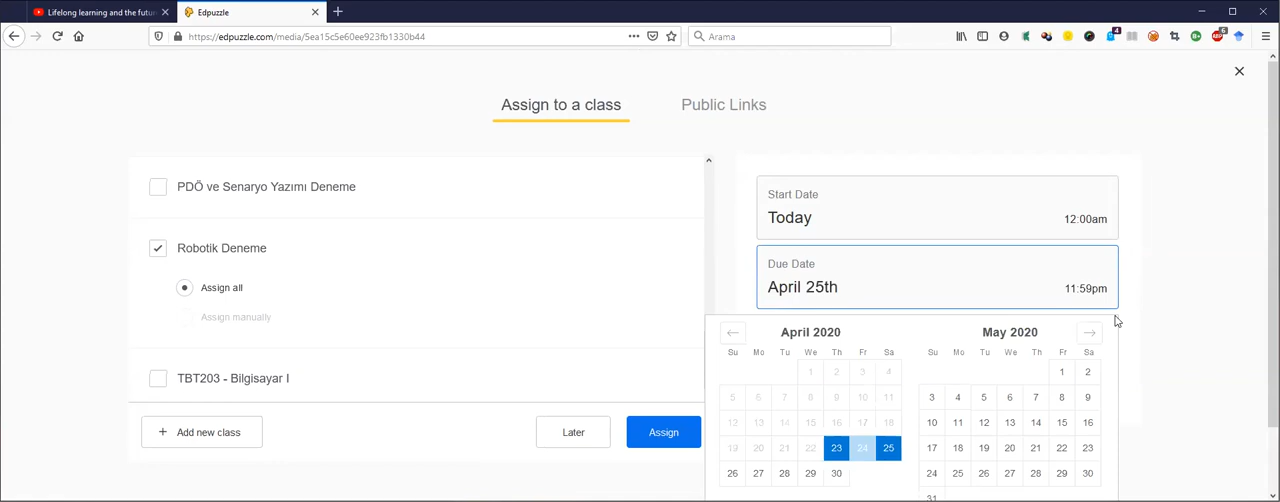 Lifelong learning and the futu
Edpuzzle
https://edpuzzle.com/media/5ea15c5e60ee923fb1330b44
Arama
4
6
Assign to a class
Public Links
PDÖ ve Senaryo Yazımı Deneme
Robotik Deneme
Assign all
Assign manually
TBT203 - Bilgisayar I
+ Add new class
Later
Assign
Start Date
Today
12:00am
Due Date
April 25th
11:59pm
April 2020
Su Mo Tu We Th Fr Sa
1 2 3 4
5 6 7 8 9 10 11
12 13 14 15 16 17 18
19 20 21 22 23 24 25
26 27 28 29 30
May 2020
Su Mo Tu We Th Fr Sa
1 2
3 4 5 6 7 8 9
10 11 12 13 14 15 16
17 18 19 20 21 22 23
24 25 26 27 28 29 30
31